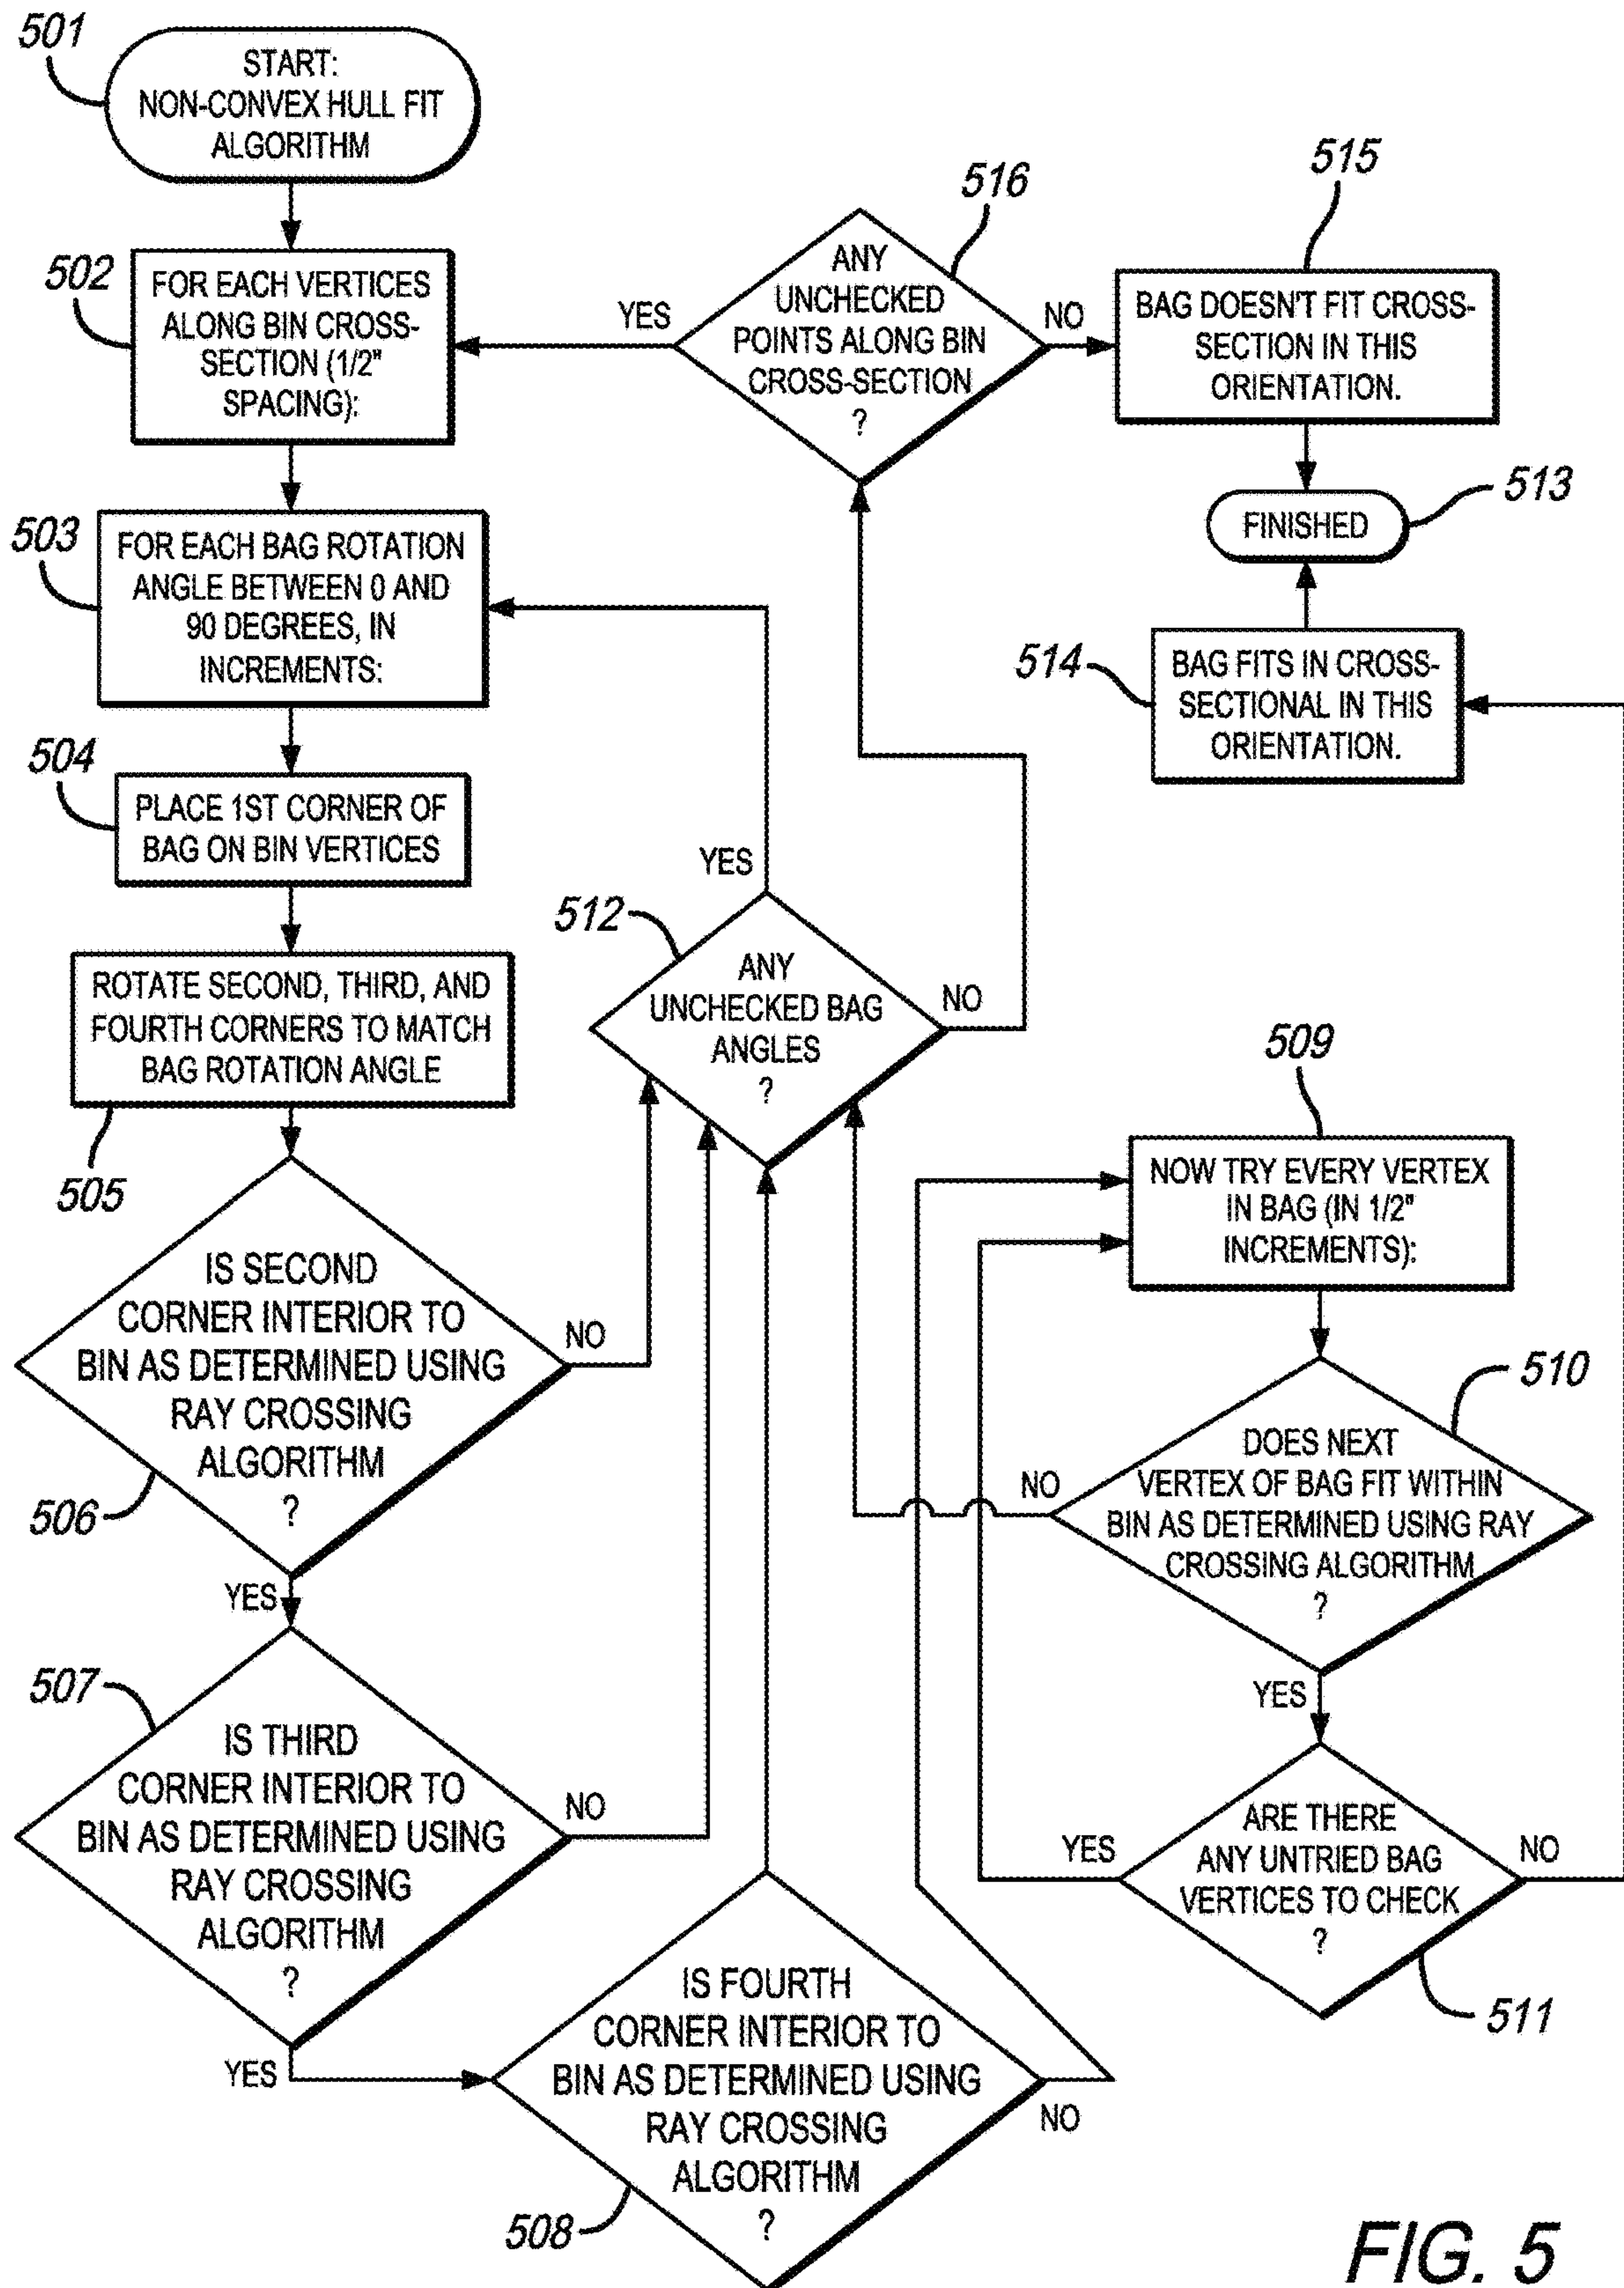 501
START:
NON-CONVEX HULL FIT
ALGORITHM
502
FOR EACH VERTICES
ALONG BIN CROSS-
SECTION (1/2"
SPACING):
503
FOR EACH BAG ROTATION
ANGLE BETWEEN 0 AND
90 DEGREES, IN
INCREMENTS:
504
PLACE 1ST CORNER OF
BAG ON BIN VERTICES
ROTATE SECOND, THIRD, AND
FOURTH CORNERS TO MATCH
BAG ROTATION ANGLE
505
IS SECOND
CORNER INTERIOR TO
BIN AS DETERMINED USING
RAY CROSSING
ALGORITHM
?
506
NO
YES
507
IS THIRD
CORNER INTERIOR TO
BIN AS DETERMINED USING
RAY CROSSING
ALGORITHM
?
NO
YES
IS FOURTH
CORNER INTERIOR TO
BIN AS DETERMINED USING
RAY CROSSING
ALGORITHM
?
508
NO
512
ANY
UNCHECKED BAG
ANGLES
?
YES
NO
516
ANY
UNCHECKED
POINTS ALONG BIN
CROSS-SECTION
?
YES
NO
515
BAG DOESN'T FIT CROSS-
SECTION IN THIS
ORIENTATION.
FINISHED
513
514
BAG FITS IN CROSS-
SECTIONAL IN THIS
ORIENTATION.
509
NOW TRY EVERY VERTEX
IN BAG (IN 1/2"
INCREMENTS):
510
DOES NEXT
VERTEX OF BAG FIT WITHIN
BIN AS DETERMINED USING RAY
CROSSING ALGORITHM
?
NO
YES
ARE THERE
ANY UNTRIED BAG
VERTICES TO CHECK
?
YES
NO
511
FIG. 5